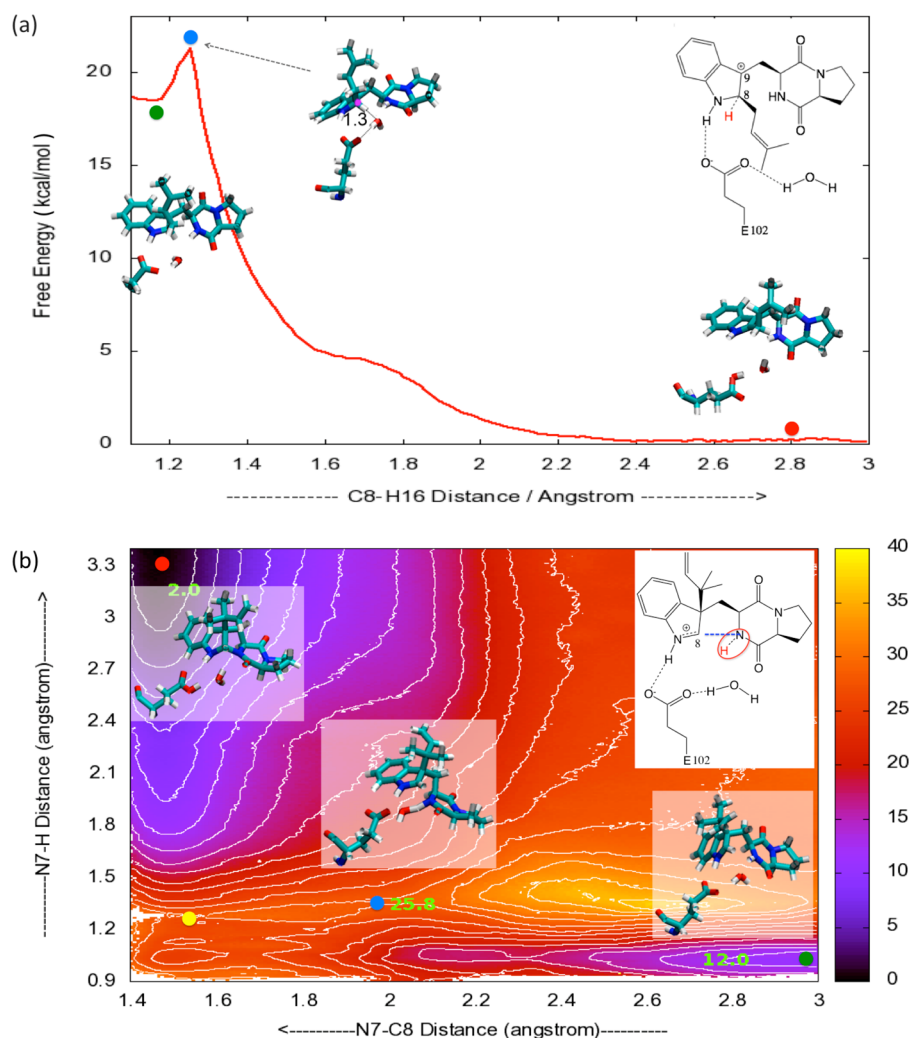 (a)
Free Energy (kcal/mol)
20
15
10
5
0
1.3
9
8
N
H
H
O
NH
N
O
O
O
H
O
H
E102
1.2
1.4
1.6
1.8
2
2.2
2.4
2.6
2.8
3
-------------- C8-H16 Distance / Angstrom -------------->
(b)
------N7-H Distance (angstrom)------>
3.3
3
2.7
2.4
2.1
1.8
1.5
1.2
0.9
2.0
25.8
12.0
N
H
8
H
N
O
N
O
O
O
H
O
H
E102
40
35
30
25
20
15
10
5
0
1.4
1.6
1.8
2
2.2
2.4
2.6
2.8
3
<----------N7-C8 Distance (angstrom)----------